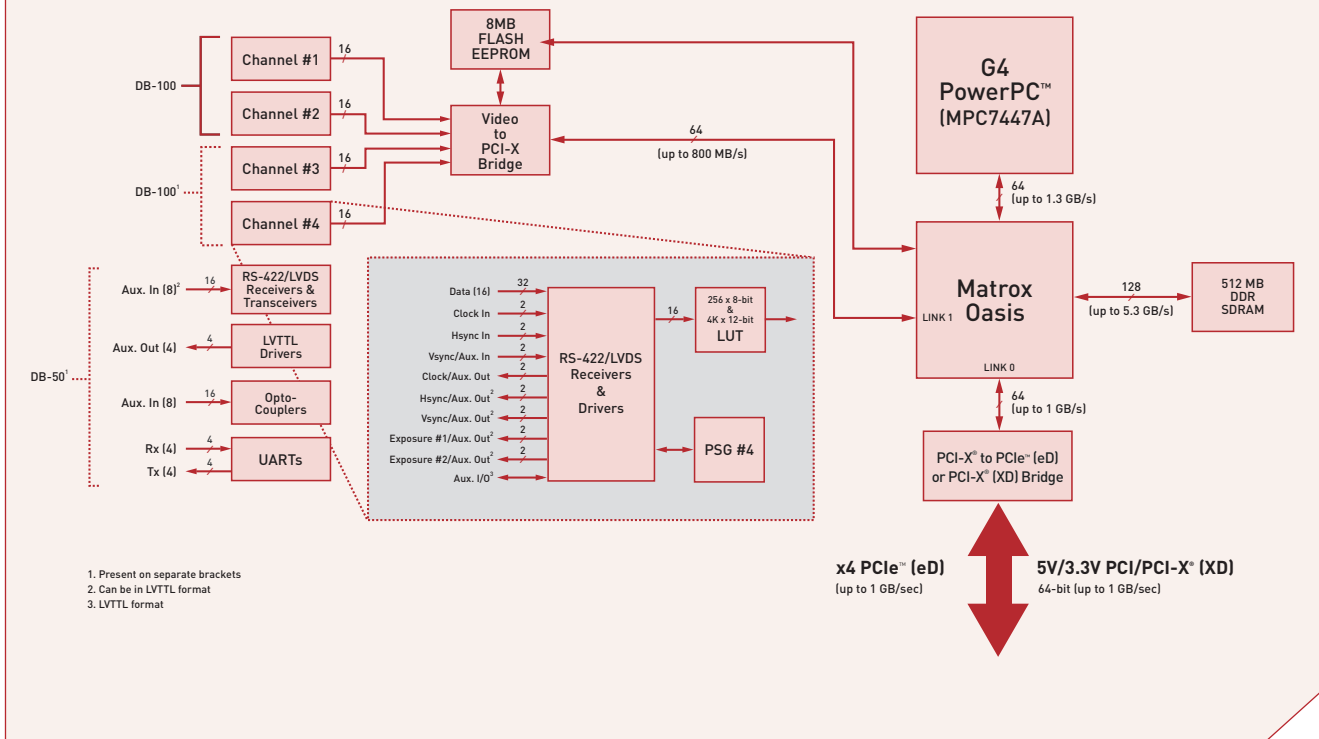 8MB
FLASH
EEPROM
DB-100
Channel #1
16
Channel #2
16
Video
to
PCI-X
Bridge
64
(up to 800 MB/s)
G4
PowerPC™
(MPC7447A)
DB-100¹
Channel #3
16
Channel #4
16
64
(up to 1.3 GB/s)
Matrox
Oasis
LINK 1
LINK 0
128
(up to 5.3 GB/s)
512 MB
DDR
SDRAM
DB-50¹
Aux. In (8)²
16
RS-422/LVDS
Receivers &
Transceivers
Aux. Out (4)
4
LVTTL
Drivers
Aux. In (8)
16
Opto-
Couplers
Rx (4)
4
Tx (4)
4
UARTs
Data (16)
32
Clock In
2
Hsync In
2
Vsync/Aux. In
2
Clock/Aux. Out
2
Hsync/Aux. Out²
2
Vsync/Aux. Out²
2
Exposure #1/Aux. Out²
2
Exposure #2/Aux. Out²
2
Aux. I/O³
RS-422/LVDS
Receivers
&
Drivers
16
256 x 8-bit
&
4K x 12-bit
LUT
PSG #4
64
(up to 1 GB/s)
PCI-X® to PCIe™ (eD)
or PCI-X® (XD) Bridge
x4 PCIe™ (eD)
(up to 1 GB/sec)
5V/3.3V PCI/PCI-X® (XD)
64-bit (up to 1 GB/sec)
1. Present on separate brackets
2. Can be in LVTTL format
3. LVTTL format